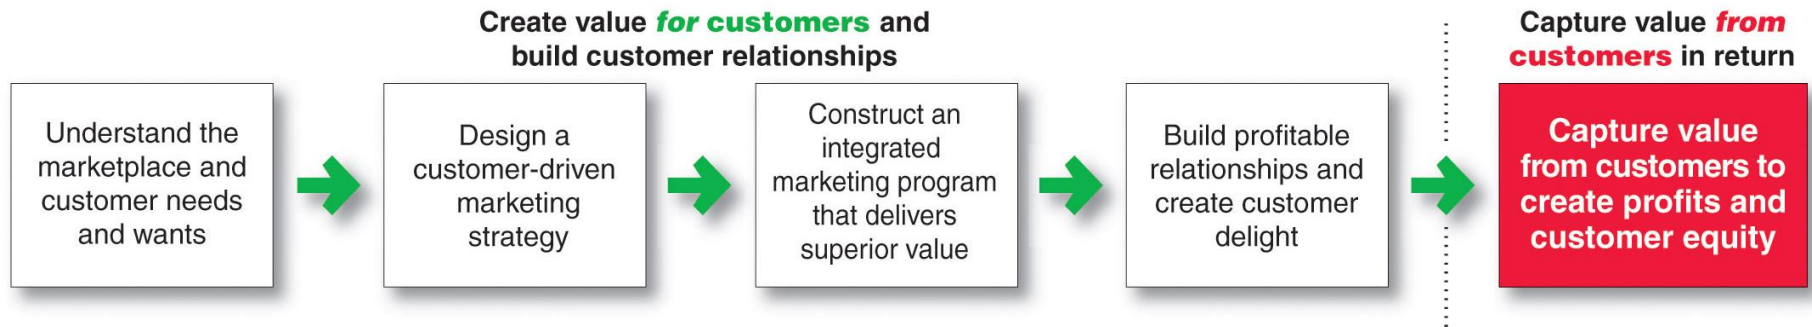 Create value for customers and
build customer relationships
Capture value from
customers in return
Understand the
marketplace and
customer needs
and wants
Design a
customer-driven
marketing
strategy
Construct an
integrated
marketing program
that delivers
superior value
Build profitable
relationships and
create customer
delight
Capture value
from customers to
create profits and
customer equity